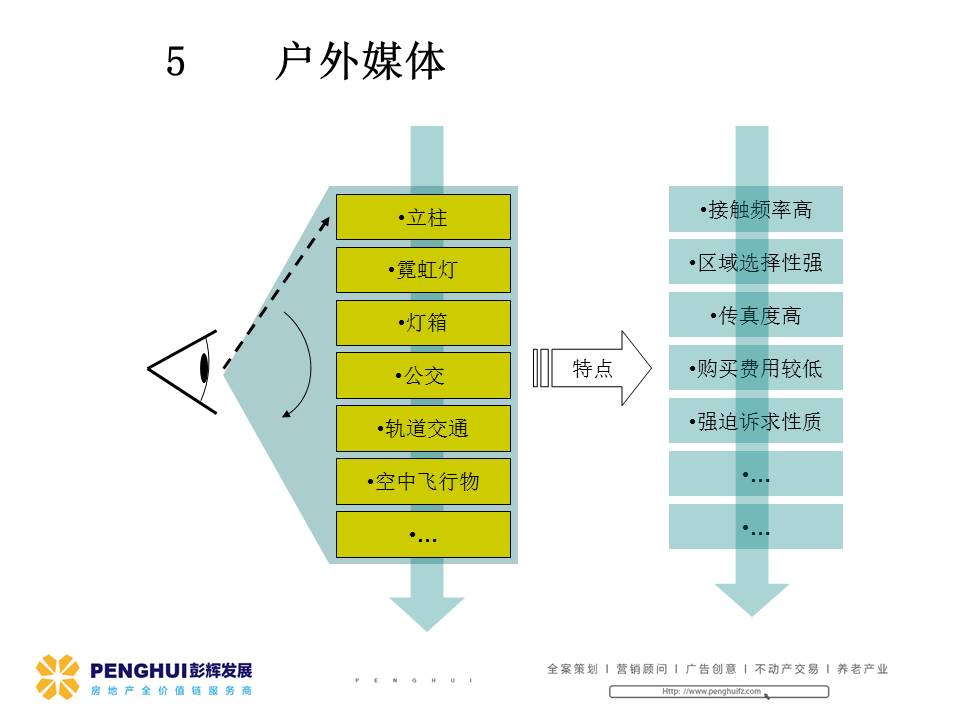 5 户外媒体
•立柱
•霓虹灯
•灯箱
•公交
•轨道交通
•空中飞行物
•...
特点
•接触频率高
•区域选择性强
•传真度高
•购买费用较低
•强迫诉求性质
•...
•...
PENGHUI彭辉发展
房地产全价值链服务商
PENGHUI
全案策划 | 营销顾问 | 广告创意 | 不动产交易 | 养老产业
Http: //www.penghuifz.com